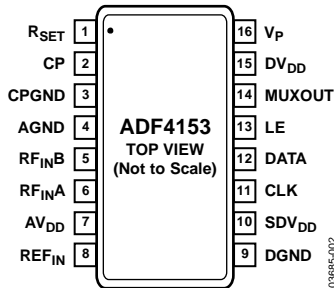 RSET 1 16 VP
CP 2 15 DVDD
CPGND 3 14 MUXOUT
AGND 4 ADF4153 13 LE
RFINB 5 TOP VIEW 12 DATA
(Not to Scale)
RFINA 6 11 CLK
AVDD 7 10 SDVDD
REFIN 8 9 DGND
03685-002